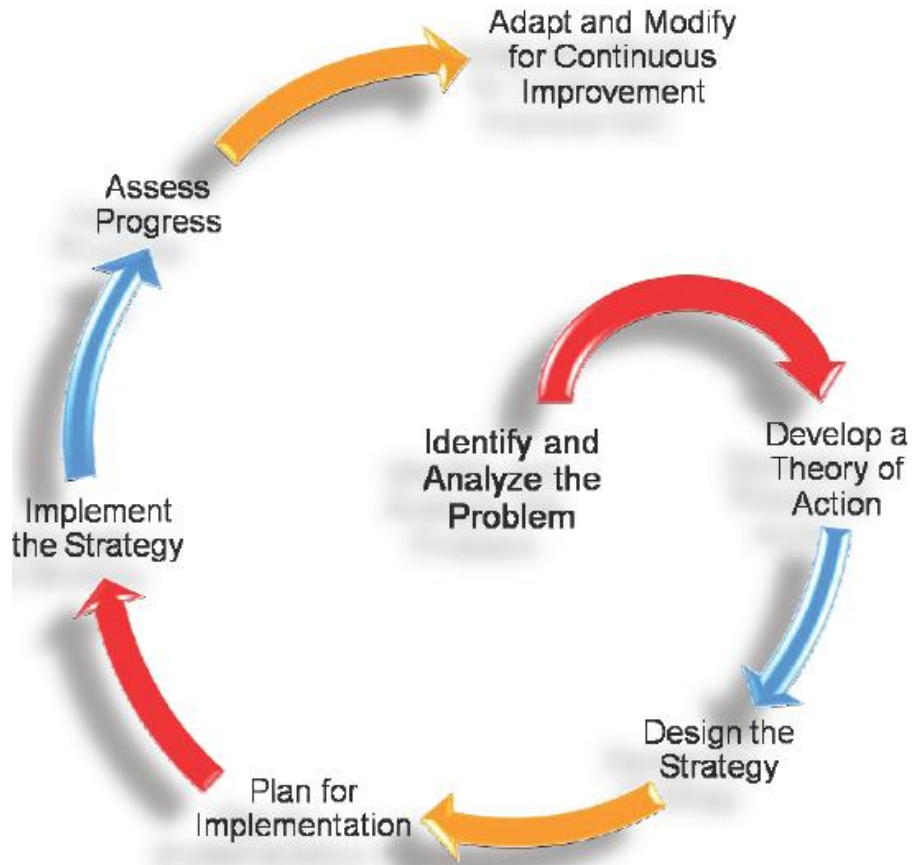 Identify and
Analyze the
Problem
Develop a
Theory of
Action
Design the
Strategy
Plan for
Implementation
Implement
the Strategy
Assess
Progress
Adapt and Modify
for Continuous
Improvement